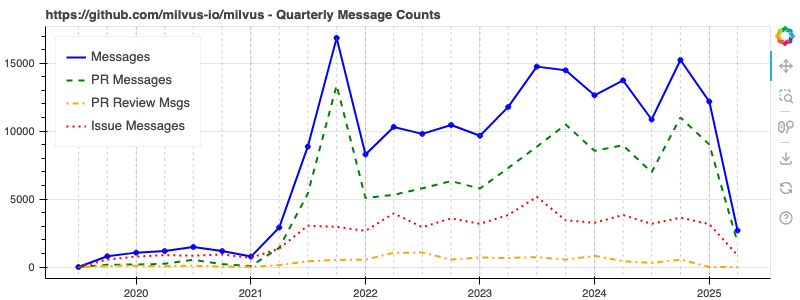 https://github.com/milvus-io/milvus - Quarterly Message Counts
Messages
PR Messages
PR Review Msgs
Issue Messages
15000
10000
5000
0
2020 2021 2022 2023 2024 2025